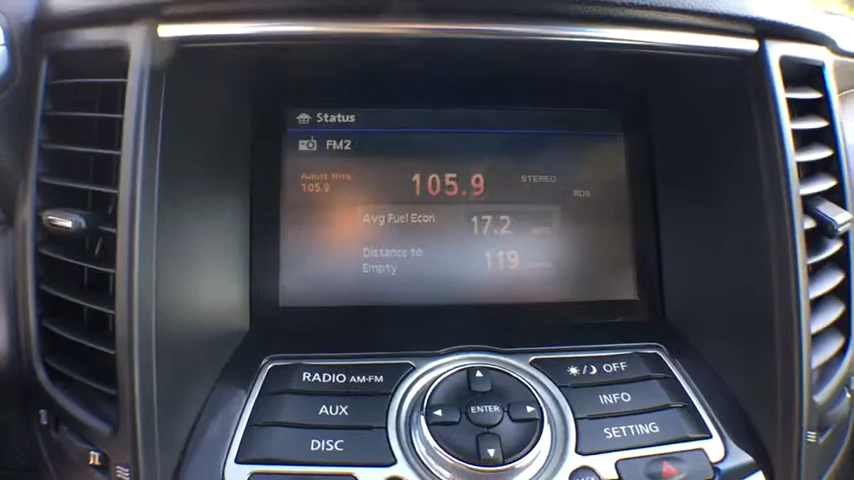 Status
FM2
Adult Hits
105.9
105.9 STEREO
RDS
Avg Fuel Econ 17.2
Distance to
Empty 119
RADIO AM·FM
AUX
DISC
ENTER
OFF
INFO
SETTING